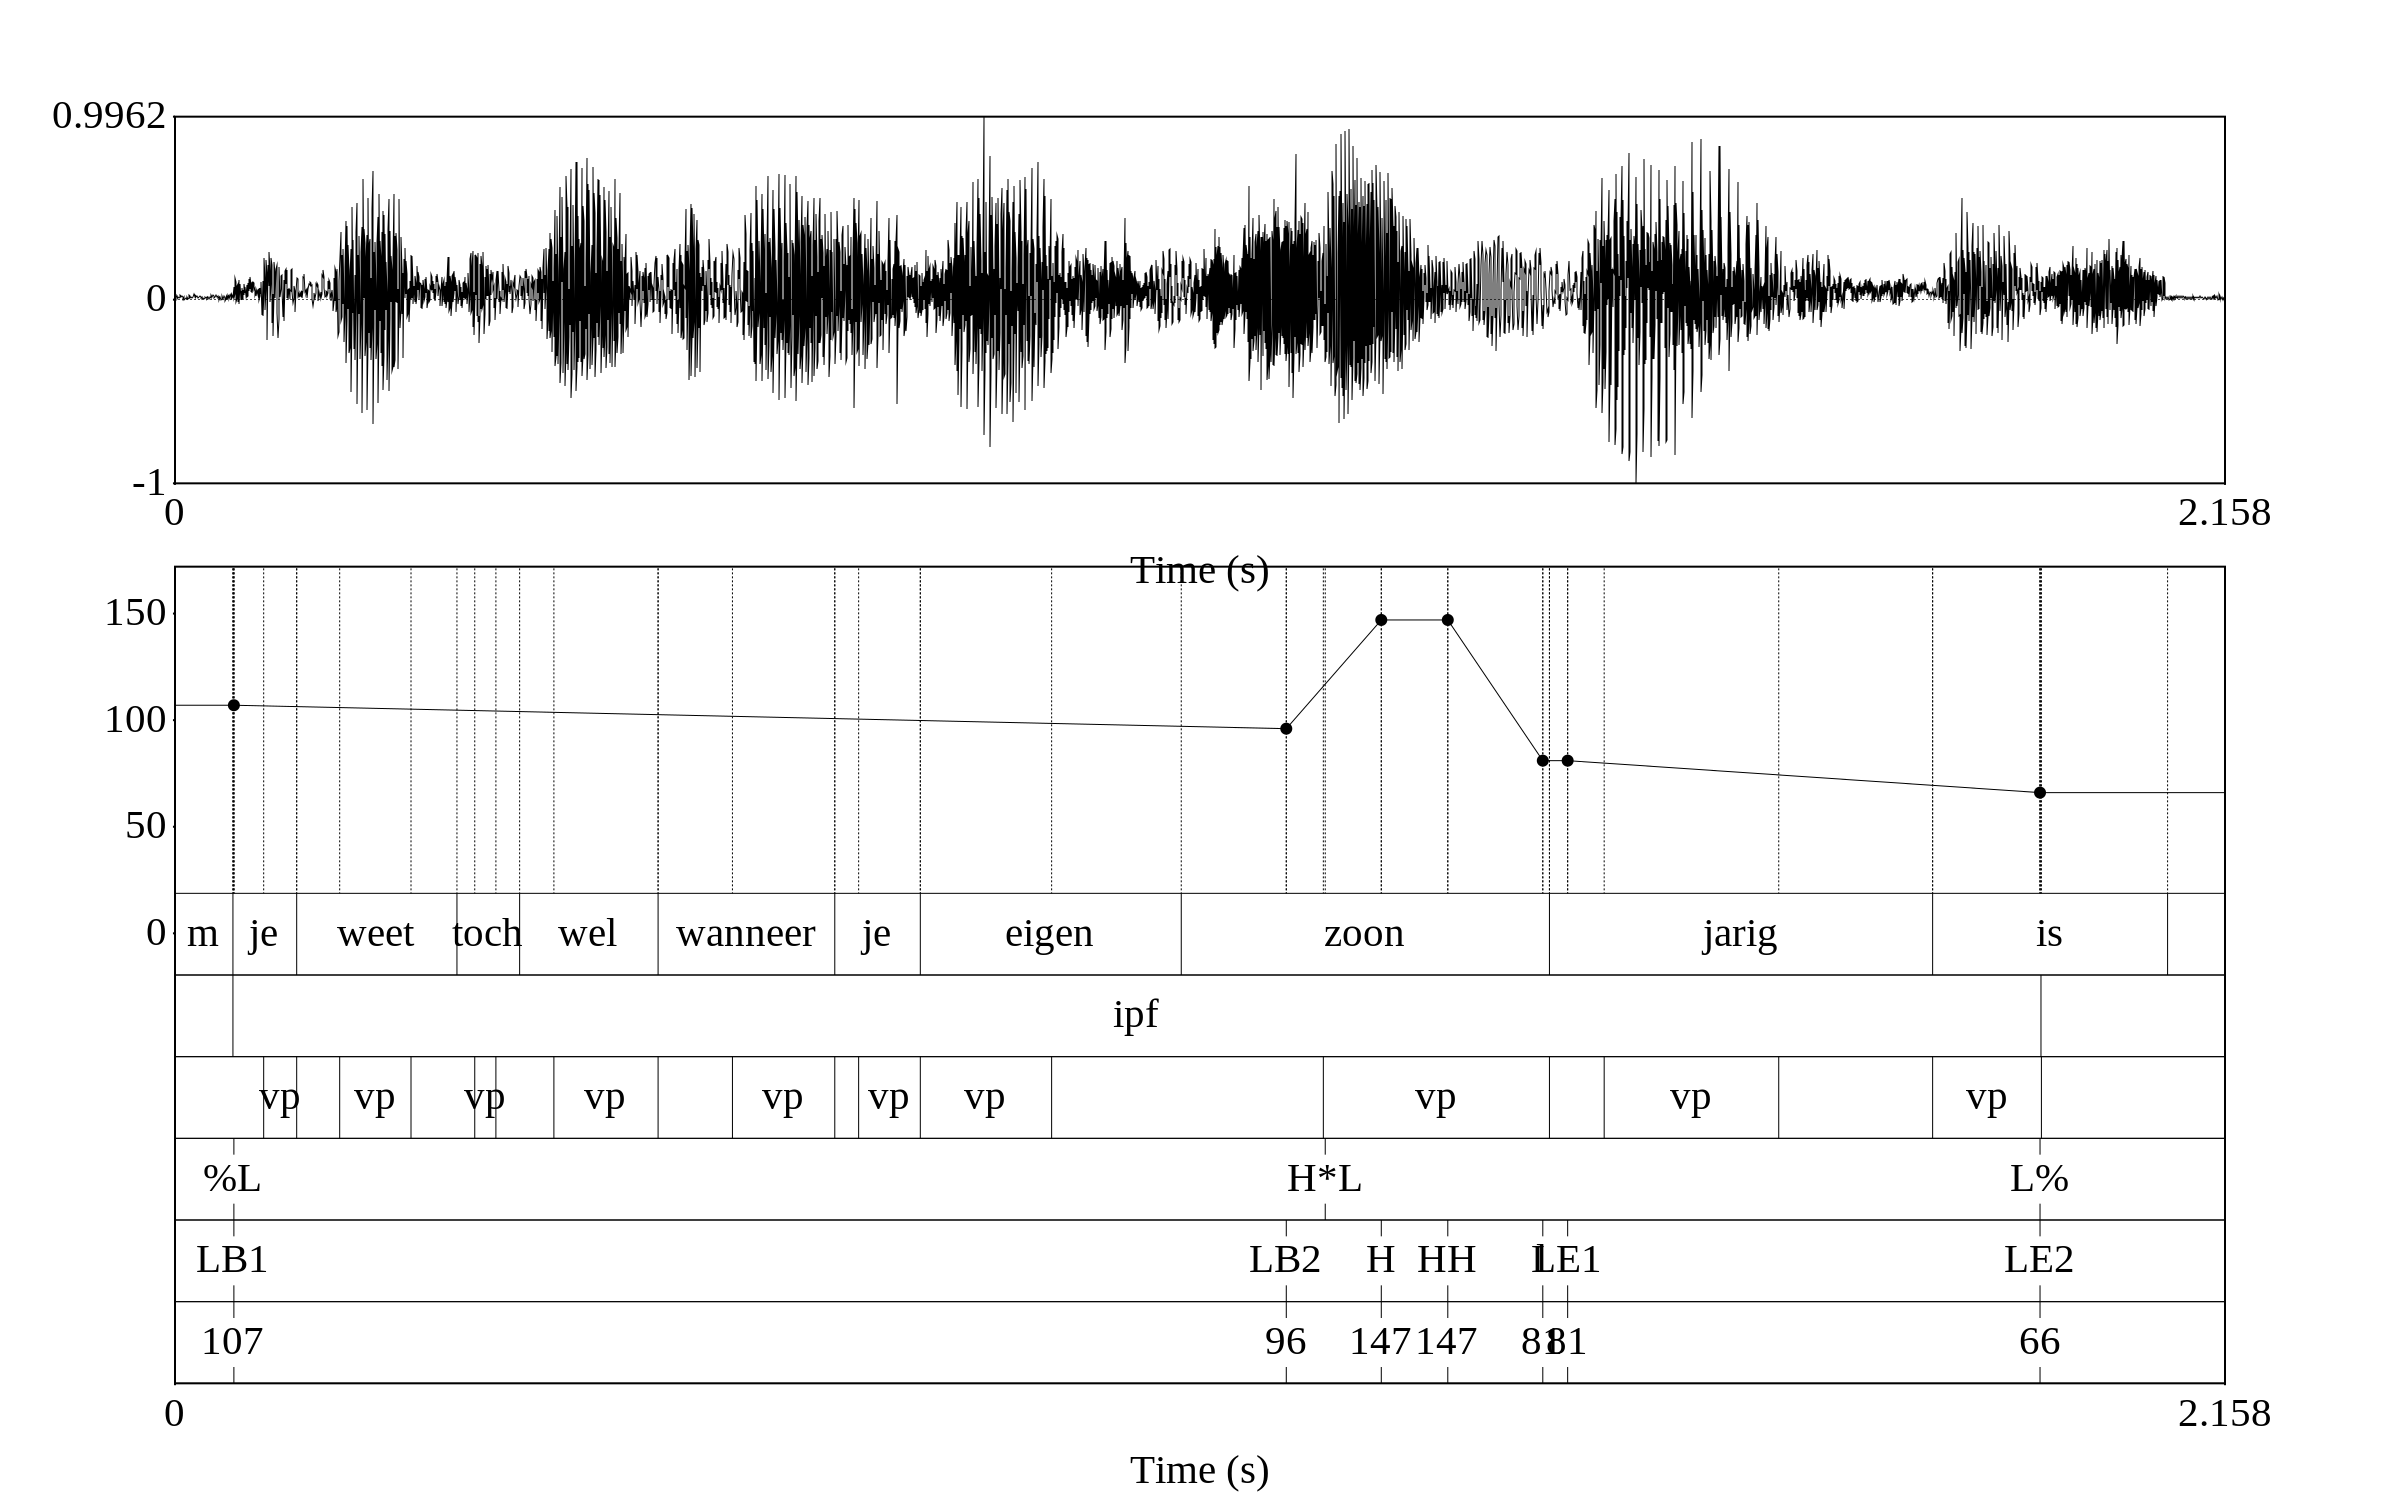 0.9962
0
-1
0 2.158
Time (s)
150
100
50
0
m je weet toch wel wanneer je eigen zoon jarig is
ipf
vp vp vp vp vp vp vp vp vp vp
%L H*L L%
LB1 LB2 H HH L LE1 LE2
107 96 147 147 81 81 66
0 2.158
Time (s)